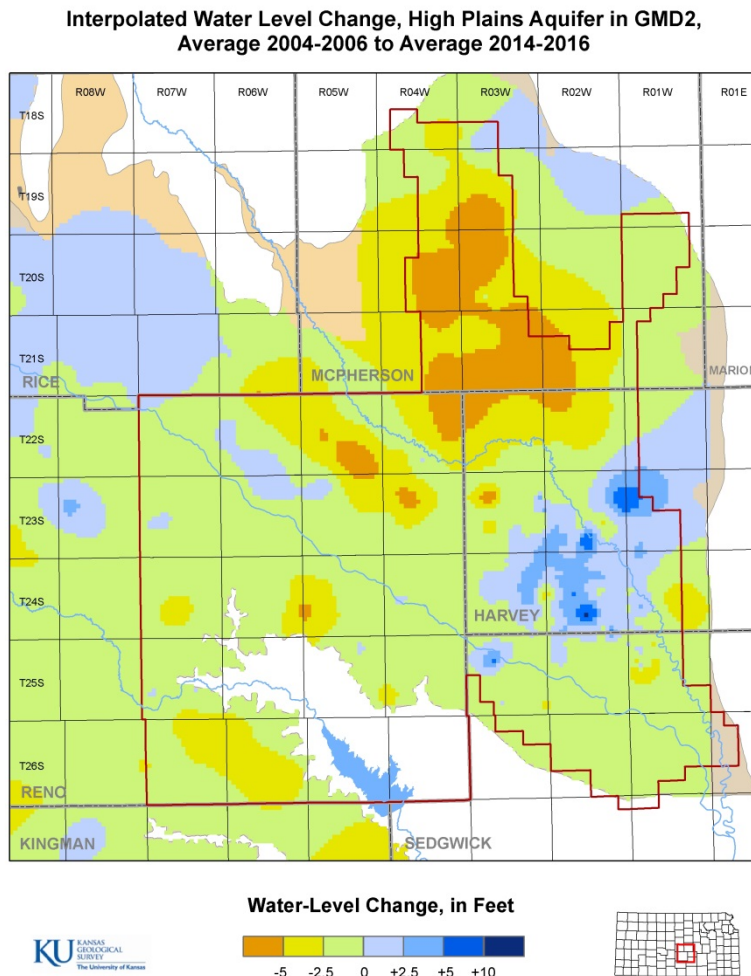 Interpolated Water Level Change, High Plains Aquifer in GMD2,
Average 2004-2006 to Average 2014-2016
R08W R07W R06W R05W R04W R03W R02W R01W R01E
T18S
T19S
T20S
T21S
RICE MCPHERSON MARION
T22S
T23S
T24S
HARVEY
T25S
T26S
RENO
KINGMAN SEDGWICK
Water-Level Change, in Feet
-5 -2.5 0 +2.5 +5 +10
KU KANSAS
GEOLOGICAL
SURVEY
The University of Kansas